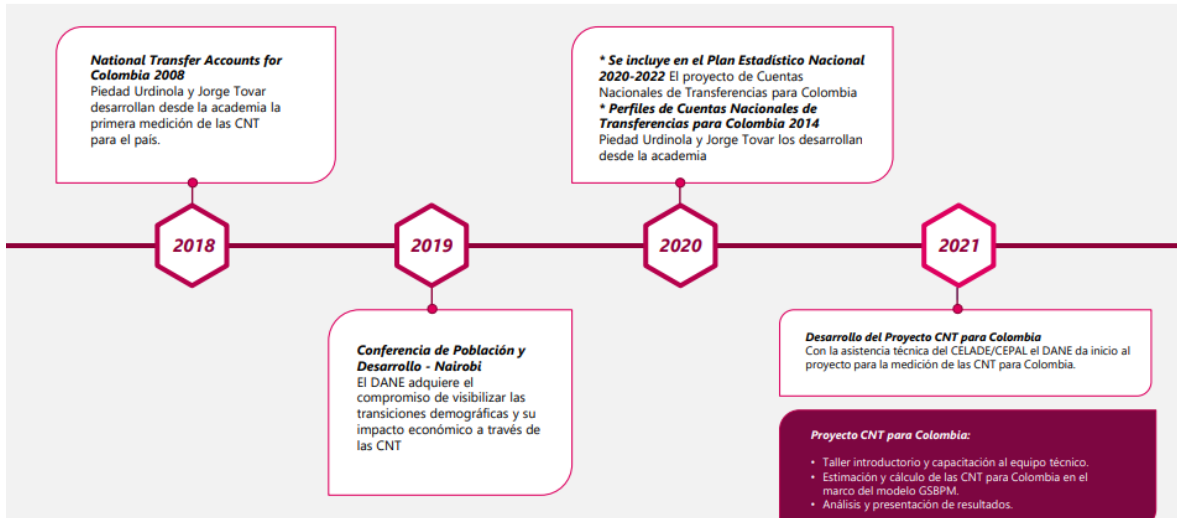 National Transfer Accounts for
Colombia 2008
Piedad Urdinola y Jorge Tovar
desarrollan desde la academia la
primera medición de las CNT
para el país.
* Se incluye en el Plan Estadístico Nacional
2020-2022 El proyecto de Cuentas
Nacionales de Transferencias para Colombia
* Perfiles de Cuentas Nacionales de
Transferencias para Colombia 2014
Piedad Urdinola y Jorge Tovar los desarrollan
desde la academia
2018
2019
2020
2021
Conferencia de Población y
Desarrollo - Nairobi
El DANE adquiere el
compromiso de visibilizar las
transiciones demográficas y su
impacto económico a través de
las CNT
Desarrollo del Proyecto CNT para Colombia
Con la asistencia técnica del CELADE/CEPAL el DANE da inicio al
proyecto para la medición de las CNT para Colombia.
Proyecto CNT para Colombia:
• Taller introductorio y capacitación al equipo técnico.
• Estimación y cálculo de las CNT para Colombia en el
marco del modelo GSBPM.
• Análisis y presentación de resultados.